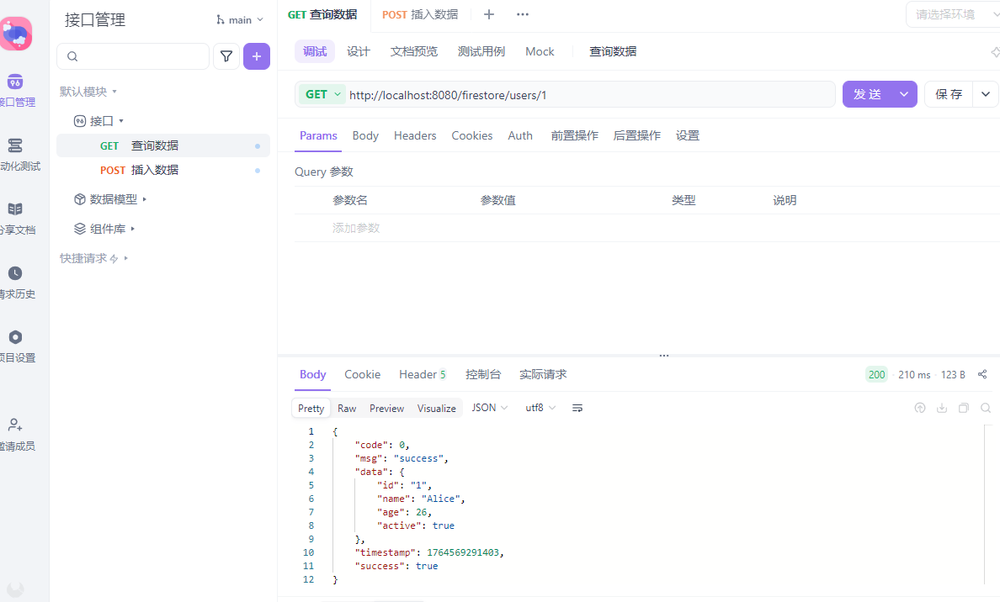 接口管理
main
GET 查询数据
POST 插入数据
请选择环境
调试
设计
文档预览
测试用例
Mock
查询数据
GET
http://localhost:8080/firestore/users/1
发 送
保 存
接口管理
动化测试
分享文档
请求历史
项目设置
邀请成员
默认模块
接口
GET 查询数据
POST 插入数据
数据模型
组件库
快捷请求
Params
Body
Headers
Cookies
Auth
前置操作
后置操作
设置
Query 参数
参数名
参数值
类型
说明
添加参数
Body
Cookie
Header 5
控制台
实际请求
200 · 210 ms · 123 B
Pretty
Raw
Preview
Visualize
JSON
utf8
1 {
2 "code": 0,
3 "msg": "success",
4 "data": {
5 "id": "1",
6 "name": "Alice",
7 "age": 26,
8 "active": true
9 },
10 "timestamp": 1764569291403,
11 "success": true
12 }